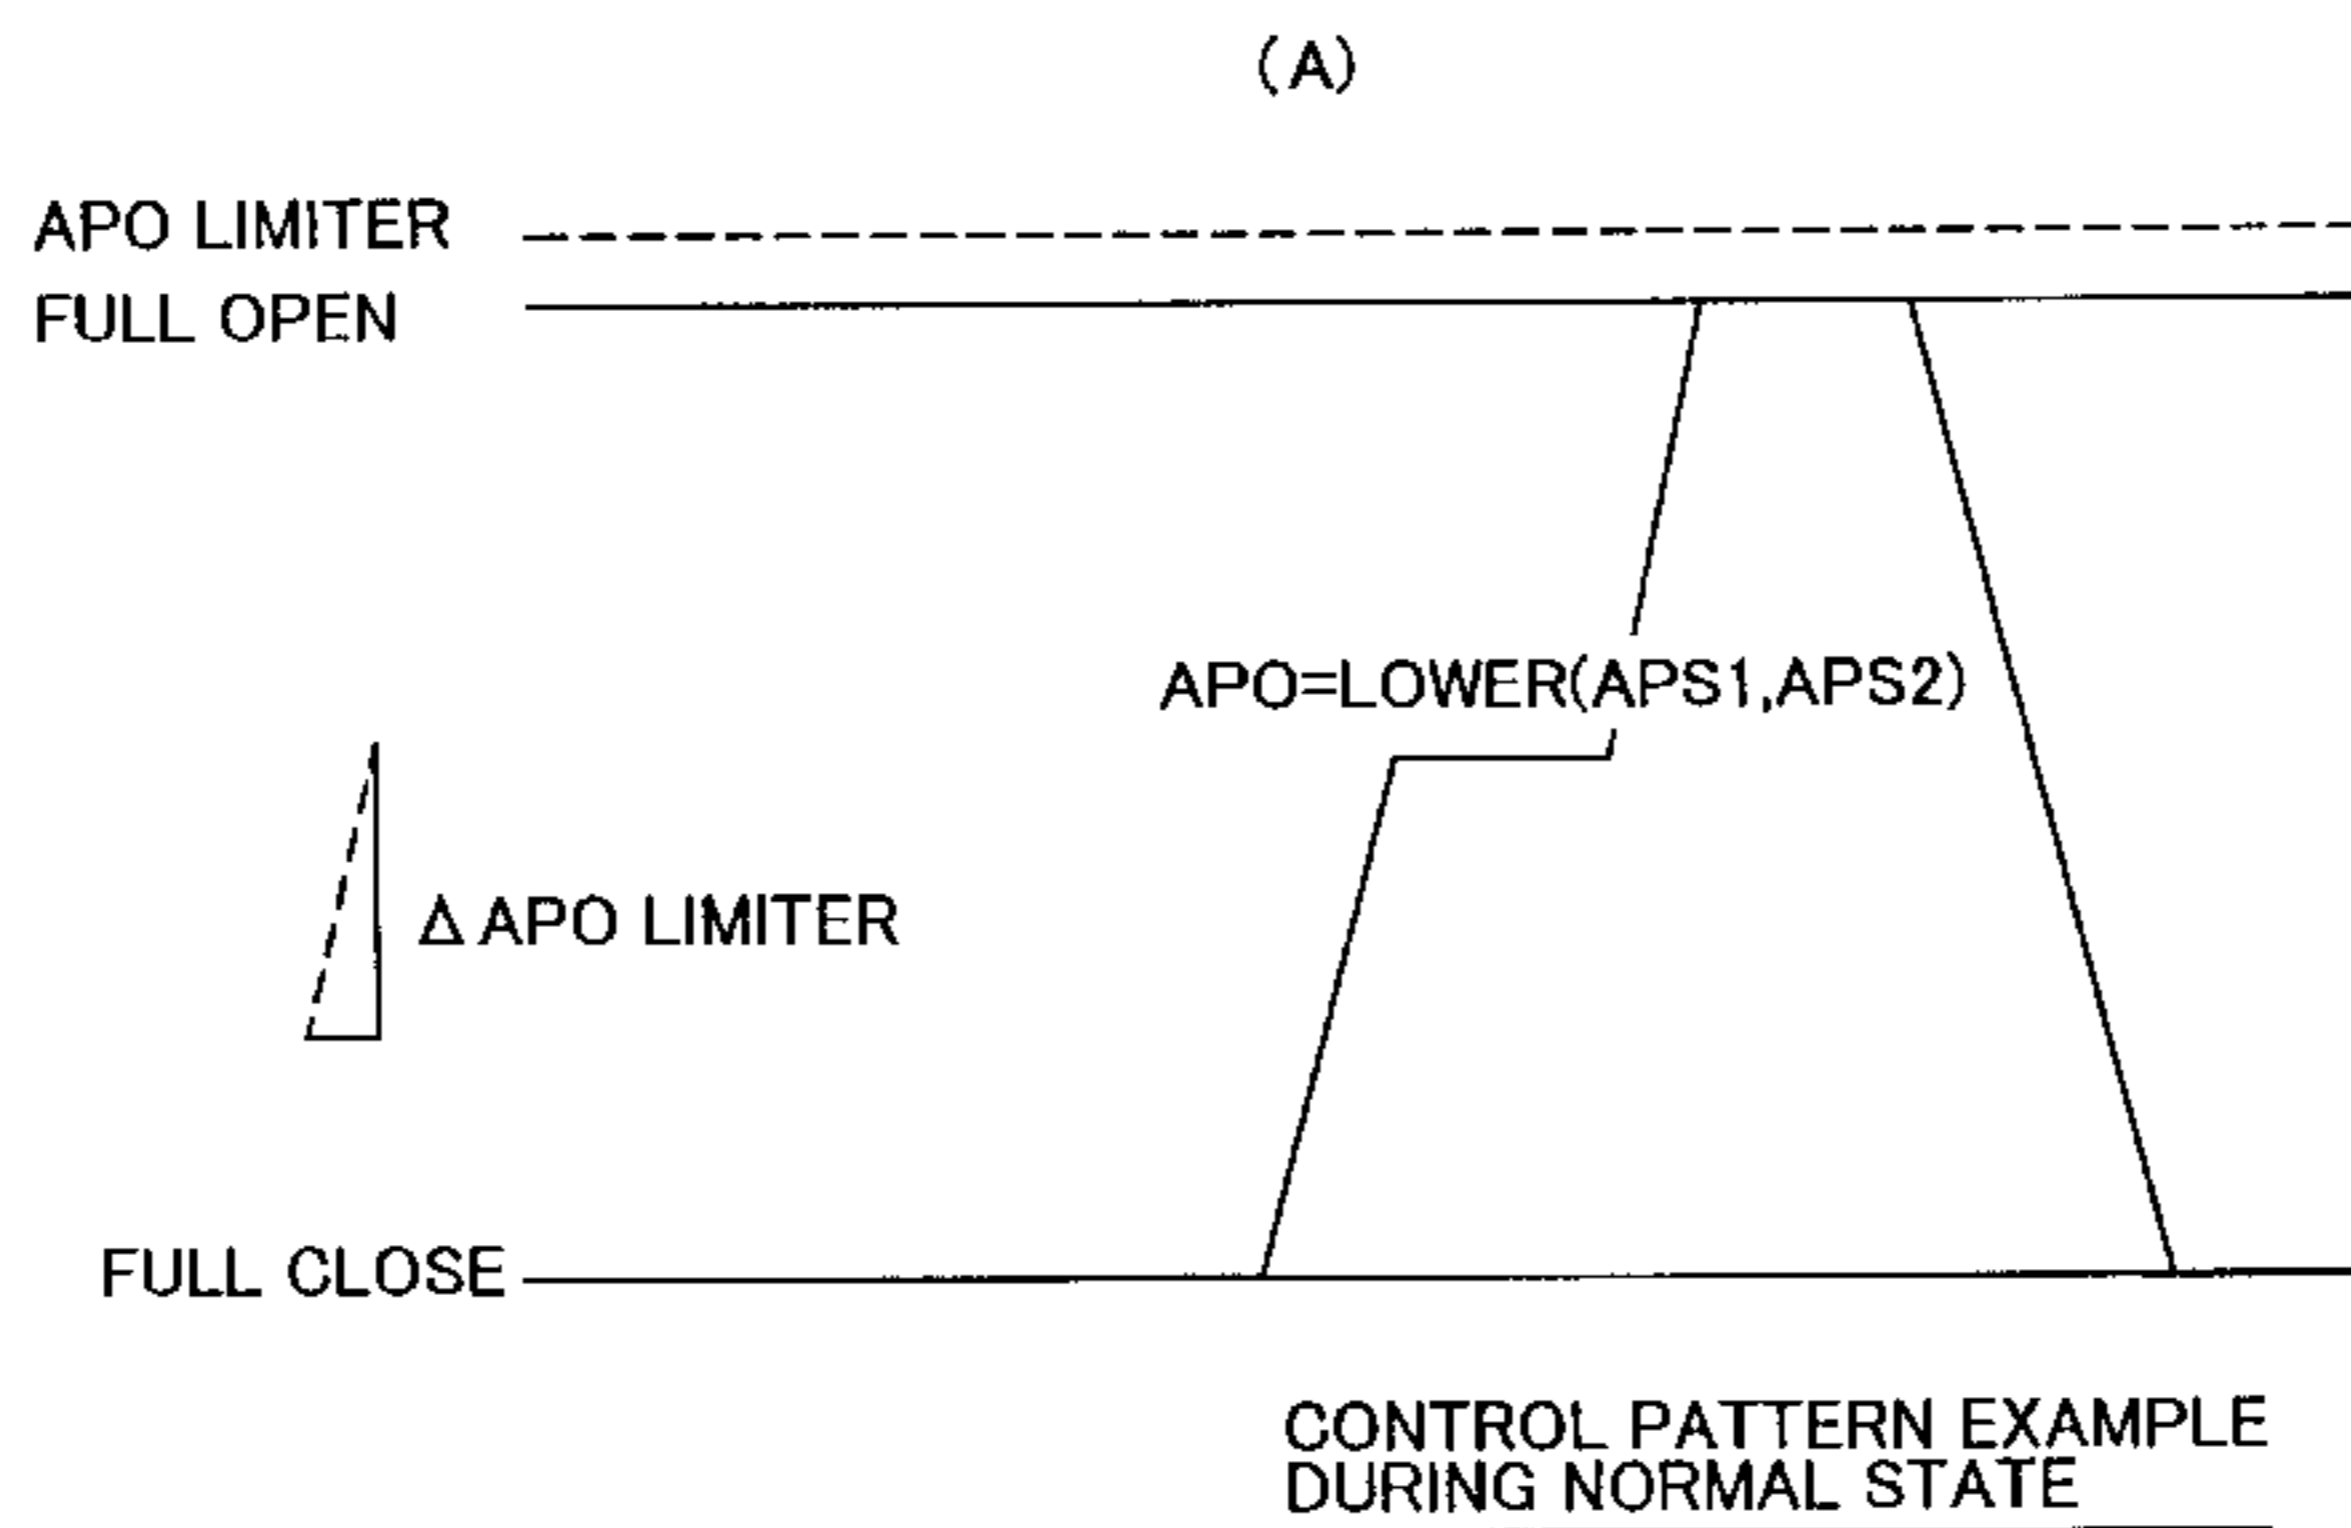 (A)
APO LIMITER
FULL OPEN
APO=LOWER(APS1,APS2)
Δ APO LIMITER
FULL CLOSE
CONTROL PATTERN EXAMPLE
DURING NORMAL STATE